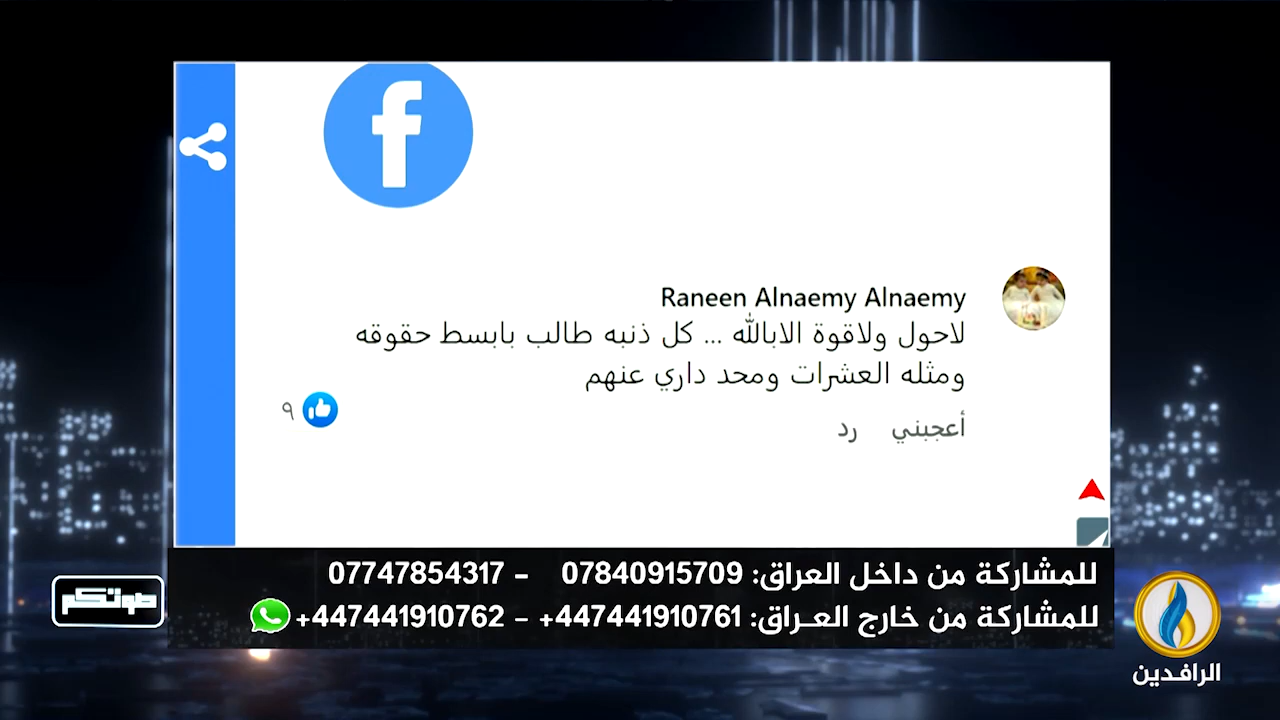 f
Raneen Alnaemy Alnaemy
لاحول ولاقوة الابالله ... كل ذنبه طالب بابسط حقوقه
ومثله العشرات ومحد داري عنهم
أعجبني رد
٩
للمشاركة من داخل العراق: 07840915709 - 07747854317
للمشاركة من خارج العـراق: 447441910761+ - 447441910762+
صوتكم
الرافدين